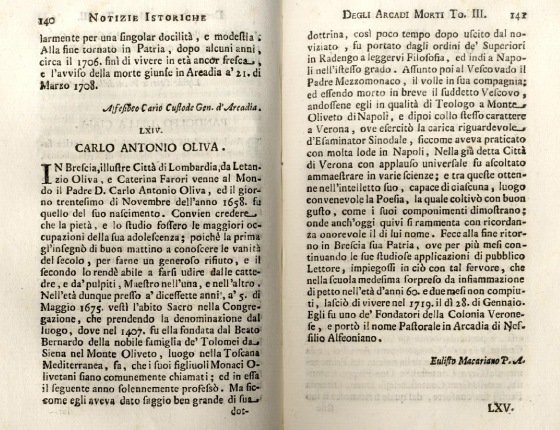 140 NOTIZIE ISTORICHE
larmente per una singolar docilità, e modestia.
Alla fine tornato in Patria, dopo alcuni anni,
circa il 1706. finì di vivere in età ancor fresca,
e l'avviso della morte giunse in Arcadia a' 21. di
Marzo 1708.
Alfesibeo Cario Custode Gen. d'Arcadia.
LXIV.
CARLO ANTONIO OLIVA.
IN Brescia, illustre Città di Lombardia, da Letan-
zio Oliva, e Caterina Paroni venne al Mon-
do il Padre D. Carlo Antonio Oliva, ed il gior-
no trentesimo di Novembre dell'anno 1658. fu
quello del suo nascimento. Convien credere
che la pietà, e lo studio fossero le maggiori oc-
cupazioni della sua adolescenza; poichè la prima
gl'insegnò di buon mattino a conoscere le vanità
del secolo, per farne un generoso rifiuto, e il
secondo lo rendè abile a farsi udire dalle catte-
dre, e da' pulpiti, Maestro nell'una, e nell'altro.
Nell'età dunque presso a' diceffette anni, a' 5. di
Maggio 1675. vestì l'abito Sacro nella Congre-
gazione, che prendendo la denominazione dal
luogo, dove nel 1407. fu ella fondata dal Beato
Bernardo della nobile famiglia de' Tolomei da
Siena nel Monte Oliveto, luogo nella Toscana
Mediterranea, fa, che i suoi figliuoli Monaci O-
livetani siano comunemente chiamati; ed in essa
il seguente anno solennemente professò. Ma sic-
come egli aveva dato saggio ben grande di sua
dot-
DEGLI ARCADI MORTI TO. III. 141
dottrina, così poco tempo dopo uscito dal no-
viziato, fu portato dagli ordini de' Superiori
in Radengo a leggervi Filosofia, ed indi a Napo-
li nell'istesso grado. Assunto poi al Vescovado il
Padre Mezzomonaco, il volle in sua compagnia;
ed essendo morto in breve il suddetto Vescovo,
andossene egli in qualità di Teologo a Monte
Oliveto di Napoli, e dipoi collo stesso carattere
a Verona, ove esercitò la carica riguardevole
d'Esaminator Sinodale, siccome aveva praticato
con molta lode in Napoli. Nella già detta Città
di Verona con applauso universale fu ascoltato
ammaestrare in varie scienze; e tra queste otten-
ne nell'intelletto suo, capace di ciascuna, luogo
convenevole la Poesia, la quale coltivò con buon
gusto, come i suoi componimenti dimostrano;
onde anch'oggi quivi si rammenta con ricordan-
za onorevole il di lui nome. Fece alla fine ritor-
no in Brescia sua Patria, ove per più mesi con-
tinuando le sue studiose applicazioni di pubblico
Lettore, impiegossi in ciò con tal fervore, che
nella scuola medesima sorpreso da infiammazione
di petto nell'età d'anni 60. e due mesi non compiu-
ti, lasciò di vivere nel 1719. il dì 28. di Gennaio.
Egli fu uno de' Fondatori della Colonia Verone-
se, e portò il nome Pastorale in Arcadia di Nes-
silio Alfeoniano.
Eulisto Macariano P. A.
LXV.